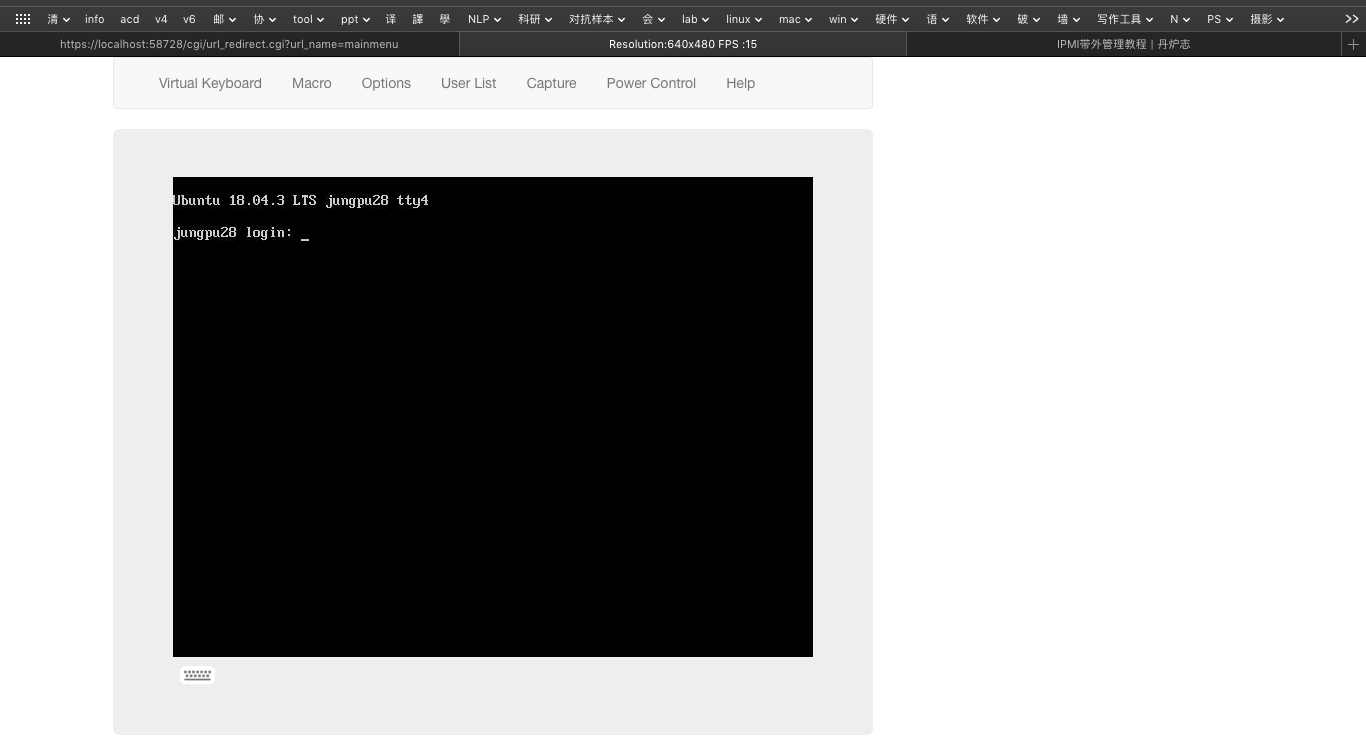 清 info acd v4 v6 邮 协 tool ppt 译 譯 學 NLP 科研 对抗样本 会 lab linux mac win 硬件 语 软件 破 墙 写作工具 N PS 摄影
https://localhost:58728/cgi/url_redirect.cgi?url_name=mainmenu Resolution:640x480 FPS :15 IPMI带外管理教程 | 丹炉志
Virtual Keyboard Macro Options User List Capture Power Control Help
Ubuntu 18.04.3 LTS jungpu28 tty4
jungpu28 login: _